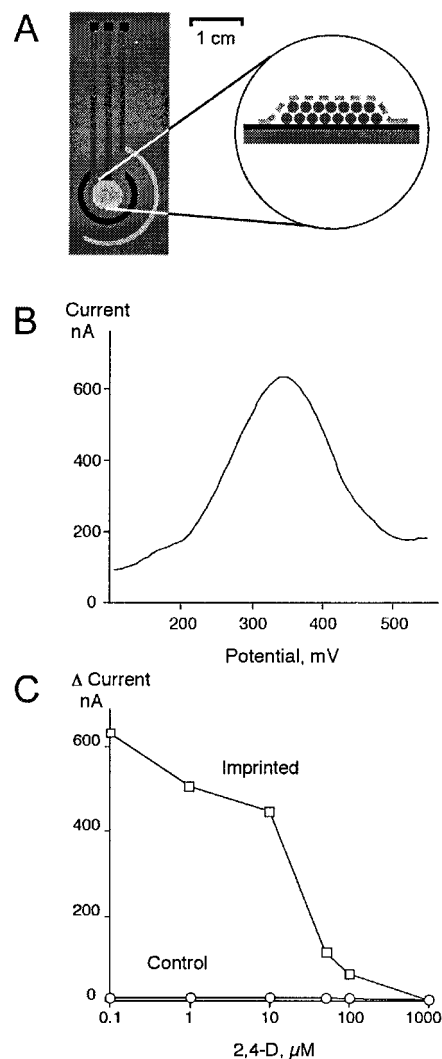 A
1 cm
B
Current
nA
600
400
200
0
200 300 400 500
Potential, mV
C
Δ Current
nA
600
Imprinted
400
200
Control
0
0.1 1 10 100 1000
2,4-D, µM